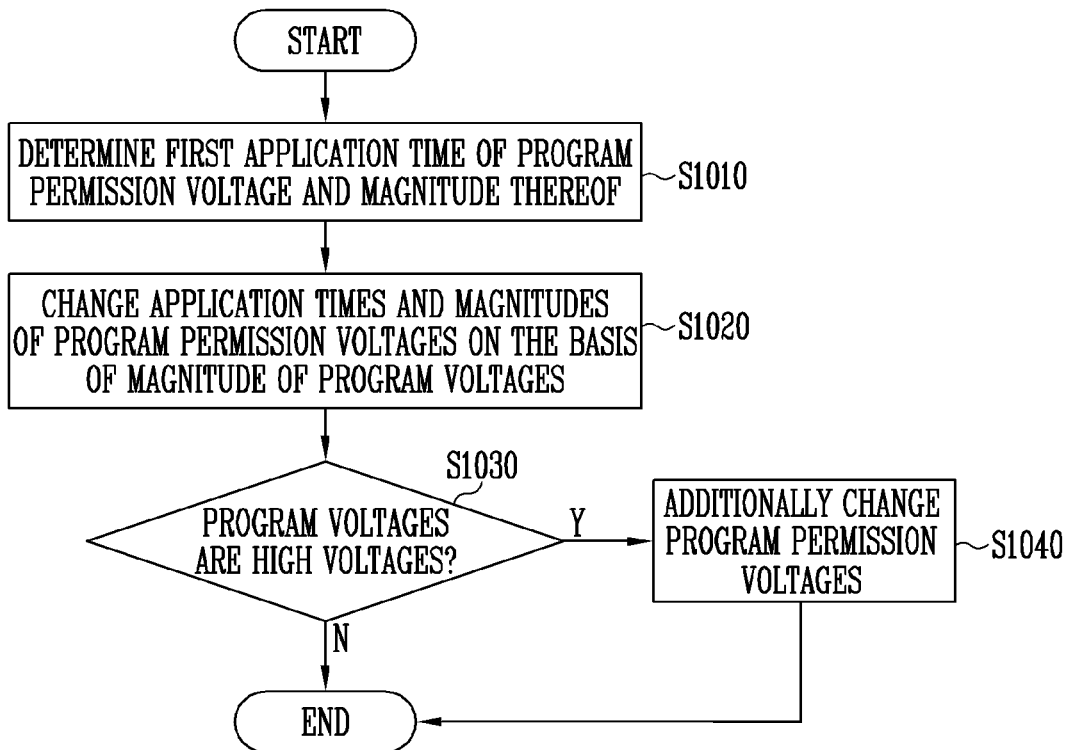 START
DETERMINE FIRST APPLICATION TIME OF PROGRAM
PERMISSION VOLTAGE AND MAGNITUDE THEREOF
S1010
CHANGE APPLICATION TIMES AND MAGNITUDES
OF PROGRAM PERMISSION VOLTAGES ON THE BASIS
OF MAGNITUDE OF PROGRAM VOLTAGES
S1020
S1030
PROGRAM VOLTAGES
ARE HIGH VOLTAGES?
Y
N
ADDITIONALLY CHANGE
PROGRAM PERMISSION
VOLTAGES
S1040
END